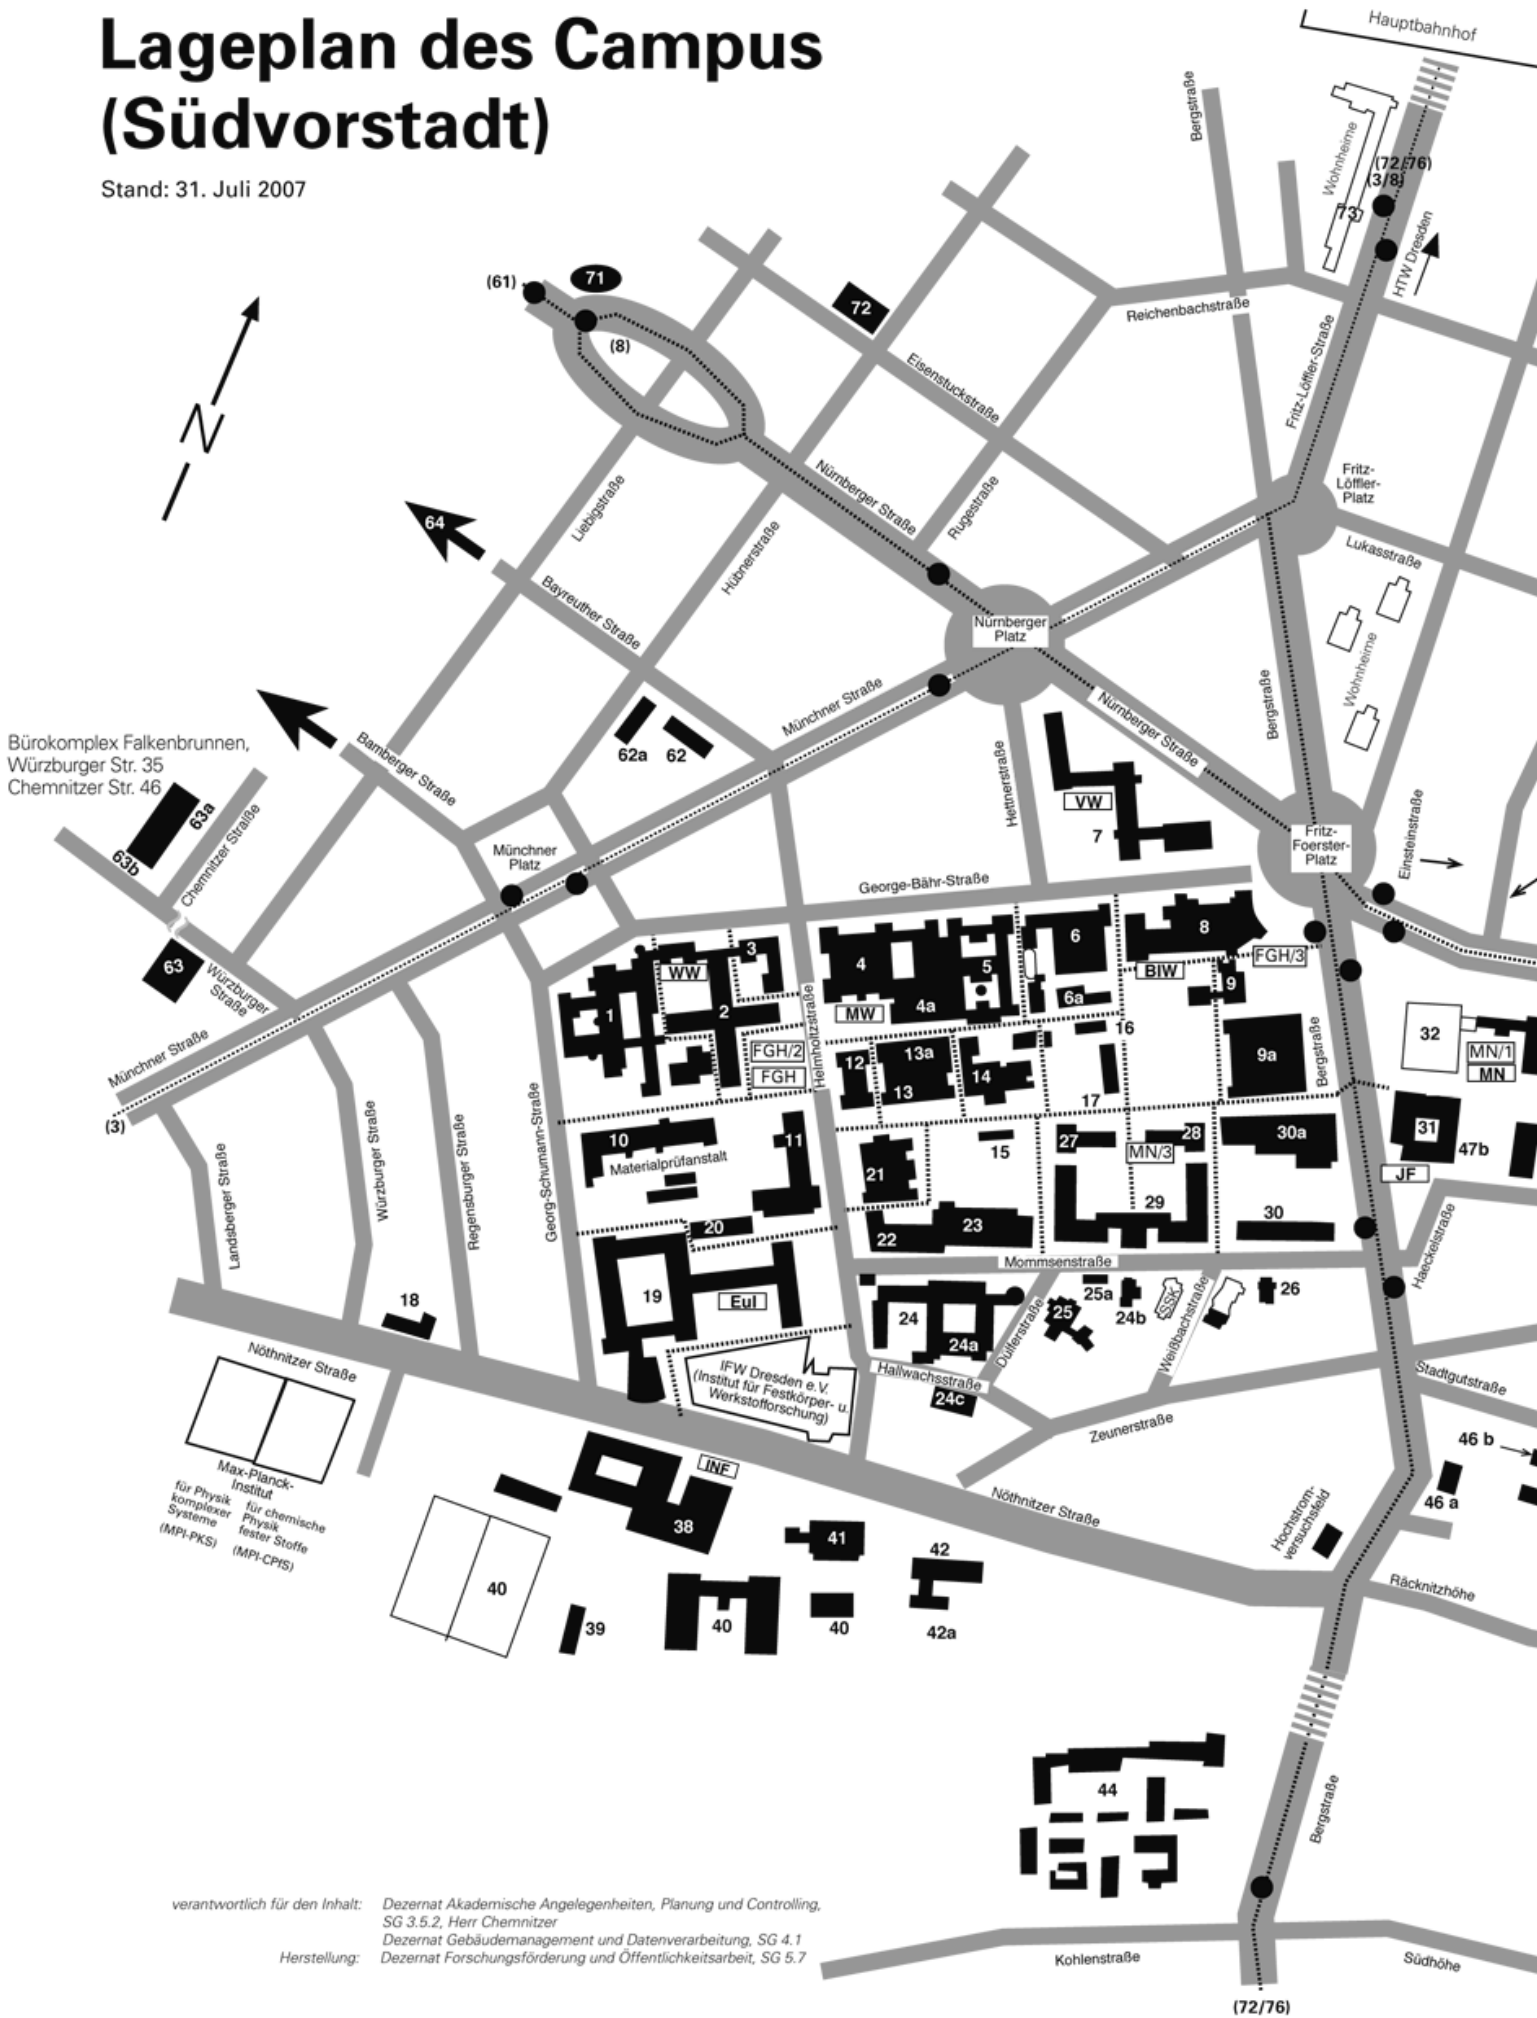 Lageplan des Campus
(Südvorstadt)
Stand: 31. Juli 2007
Hauptbahnhof
Bergstraße
Wohnheime
(72/76)
(3/8)
73
HTW Dresden
N
(61)
71
(8)
72
Reichenbachstraße
Eisenstuckstraße
Fritz-Löffler-Straße
Fritz-
Löffler-
Platz
Lukasstraße
Nürnberger Straße
Rugestraße
Liebigstraße
Hübnerstraße
64
Bayreuther Straße
Nürnberger
Platz
Wohnheime
Bergstraße
Münchner Straße
Nürnberger Straße
62a
62
Hettnerstraße
VW
7
Bürokomplex Falkenbrunnen,
Würzburger Str. 35
Chemnitzer Str. 46
Bamberger Straße
63a
63b
Chemnitzer Stralße
Münchner
Platz
Fritz-
Foerster-
Platz
Einsteinstraße
George-Bähr-Straße
63
Würzburger
Straße
Münchner Straße
(3)
WW
3
1
2
4
5
4a
MW
6
6a
8
BIW
FGH/3
9
16
FGH/2
FGH
Helmholtzstraße
12
13a
13
14
17
9a
Bergstraße
32
MN/1
MN
10
Materialprüfanstalt
11
21
15
27
28
MN/3
30a
31
47b
JF
Landsberger Straße
Würzburger Straße
Regensburger Straße
Georg-Schumann-Straße
20
22
23
29
30
Mommsenstraße
Haeckelstraße
18
19
EuI
24
24a
25
25a
24b
SSK
26
Dülferstraße
Weißbachstraße
Nöthnitzer Straße
IFW Dresden e.V.
(Institut für Festkörper- u.
Werkstofforschung)
Hallwachsstraße
24c
Zeunerstraße
Stadtgutstraße
Max-Planck-
Institut
für Physik
komplexer
Systeme
(MPI-PKS)
für chemische
Physik
fester Stoffe
(MPI-CPfS)
INF
38
Nöthnitzer Straße
46 b
46 a
Hochstrom-
versuchsfeld
41
42
40
39
40
40
42a
Räcknitzhöhe
44
Bergstraße
verantwortlich für den Inhalt: Dezernat Akademische Angelegenheiten, Planung und Controlling,
SG 3.5.2, Herr Chemnitzer
Dezernat Gebäudemanagement und Datenverarbeitung, SG 4.1
Herstellung: Dezernat Forschungsförderung und Öffentlichkeitsarbeit, SG 5.7
Kohlenstraße
Südhöhe
(72/76)